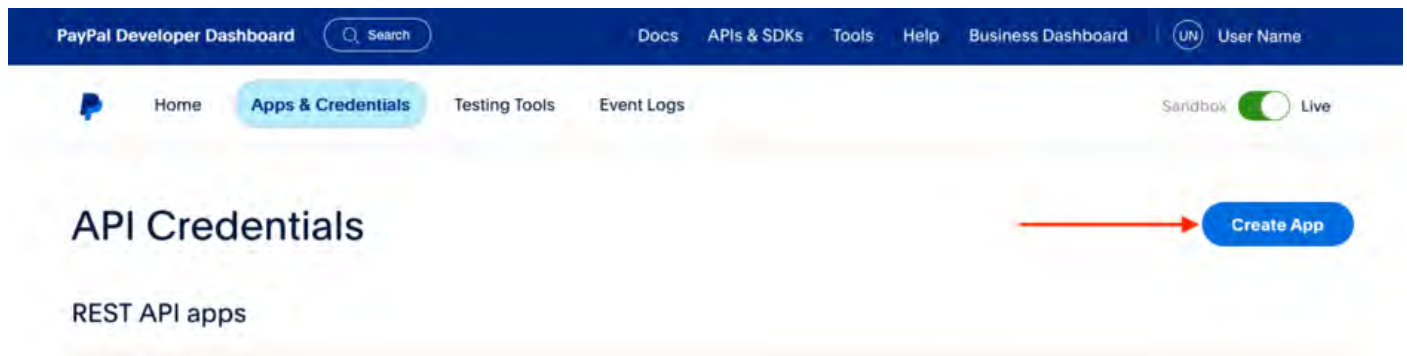 PayPal Developer Dashboard Search Docs APIs & SDKs Tools Help Business Dashboard UN User Name
Home Apps & Credentials Testing Tools Event Logs Sandbox Live
API Credentials Create App
REST API apps